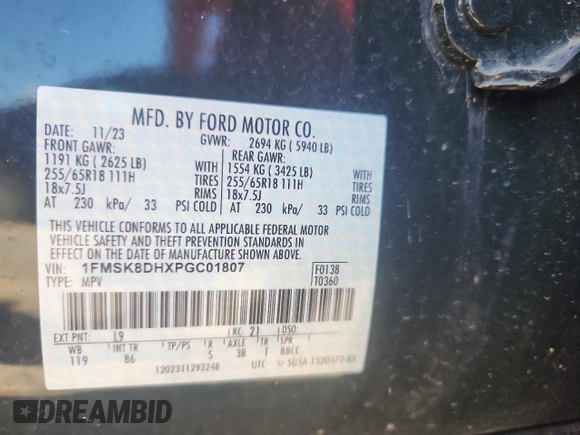 MFD. BY FORD MOTOR CO.
DATE: 11/23 GVWR: 2694 KG ( 5940 LB)
FRONT GAWR: REAR GAWR:
1191 KG ( 2625 LB) WITH 1554 KG ( 3425 LB) WITH
255/65R18 111H TIRES 255/65R18 111H TIRES
18x7.5J RIMS 18x7.5J RIMS
AT 230 kPa/ 33 PSI COLD AT 230 kPa/ 33 PSI COLD
THIS VEHICLE CONFORMS TO ALL APPLICABLE FEDERAL MOTOR
VEHICLE SAFETY AND THEFT PREVENTION STANDARDS IN
EFFECT ON THE DATE OF MANUFACTURE SHOWN ABOVE.
VIN: 1FMSK8DHXPGC01807 F0138
TYPE: MPV T0360
EXT PNT: L9 RC: 21 DSO:
WB INT TR TP/PS R AXLE TR SPR
119 86 S 38 T BBCC
1202311293248 UTC
DREAMBID